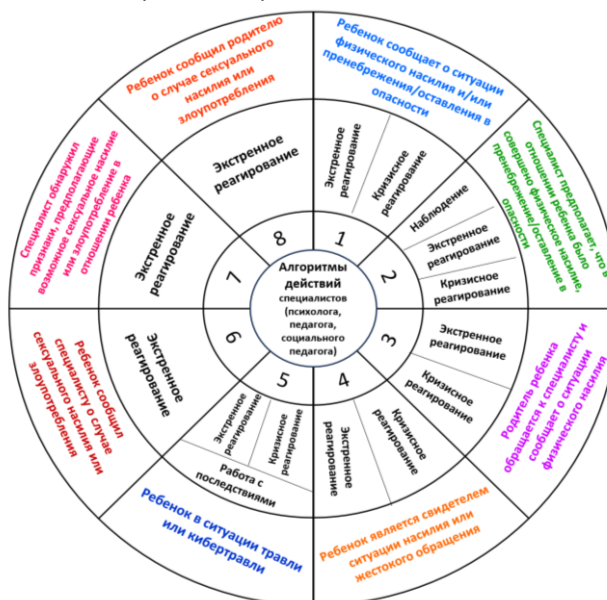 Алгоритмы
действий
специалистов
(психолога,
педагога,
социального
педагога)
1
Ребенок сообщает о ситуации
физического насилия и/или
пренебрежения/оставления в
опасности
Экстренное
реагирование
Кризисное
реагирование
2
Специалист предполагает, что в
отношении ребенка было
совершено физическое насилие,
пренебрежение/оставление в
опасности
Наблюдение
Экстренное
реагирование
Кризисное
реагирование
3
Родитель ребенка
обращается к специалисту и
сообщает о ситуации
физического насилия
Экстренное
реагирование
Кризисное
реагирование
4
Ребенок является свидетелем
ситуации насилия или
жестокого обращения
Кризисное
реагирование
Экстренное
реагирование
5
Ребенок в ситуации травли
или кибертравли
Экстренное
реагирование
Кризисное
реагирование
Работа с
последствиями
6
Ребенок сообщил
специалисту о случае
сексуального насилия или
злоупотребления
Экстренное
реагирование
7
Специалист обнаружил
признаки, предполагающие
возможное сексуальное насилие
или злоупотребление в
отношении ребенка
Экстренное
реагирование
8
Ребенок сообщил родителю
о случае сексуального
насилия или
злоупотребления
Экстренное
реагирование